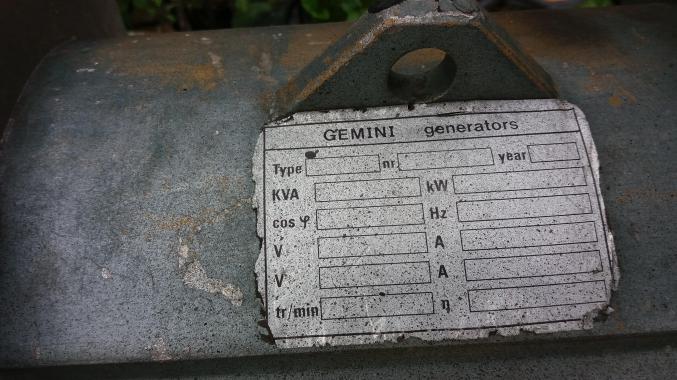 GEMINI generators
Type nr year
KVA kW
cos φ Hz
V A
V A
tr/min η